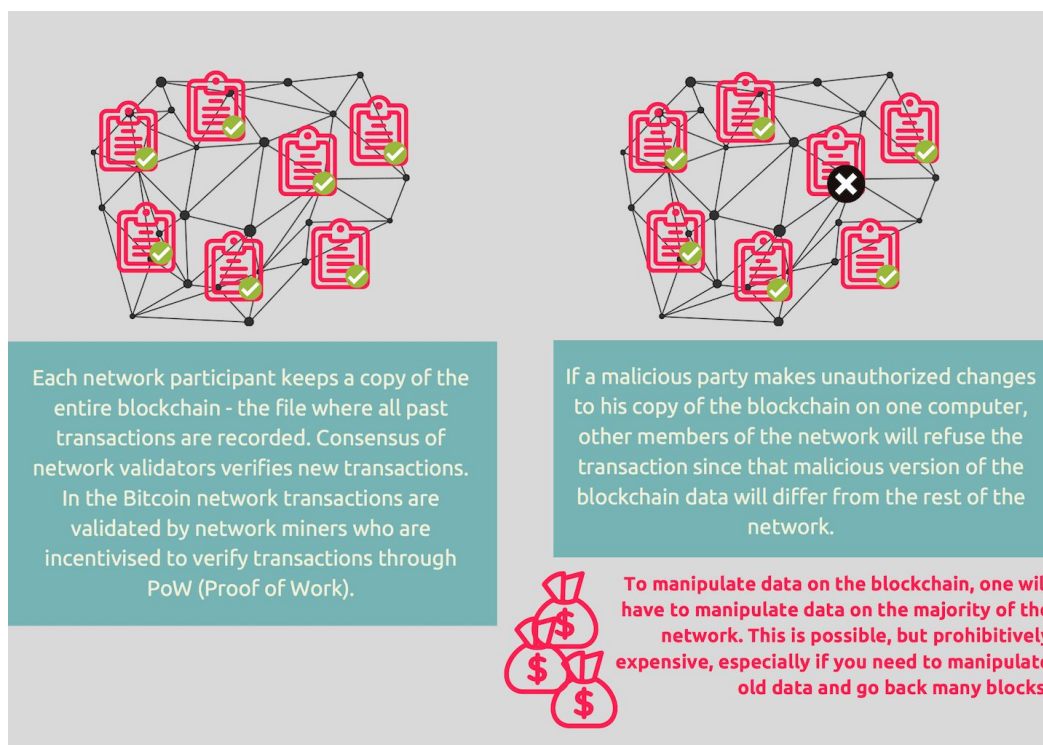 Each network participant keeps a copy of the
entire blockchain - the file where all past
transactions are recorded. Consensus of
network validators verifies new transactions.
In the Bitcoin network transactions are
validated by network miners who are
incentivised to verify transactions through
PoW (Proof of Work).
If a malicious party makes unauthorized changes
to his copy of the blockchain on one computer,
other members of the network will refuse the
transaction since that malicious version of the
blockchain data will differ from the rest of the
network.
To manipulate data on the blockchain, one will
have to manipulate data on the majority of the
network. This is possible, but prohibitively
expensive, especially if you need to manipulate
old data and go back many blocks
$
$
$